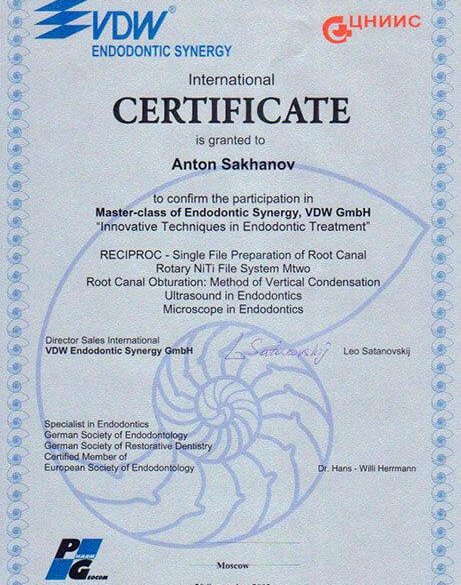 VDW®
ЦНИИС
ENDODONTIC SYNERGY
International
CERTIFICATE
is granted to
Anton Sakhanov
to confirm the participation in
Master-class of Endodontic Synergy, VDW GmbH
"Innovative Techniques in Endodontic Treatment"
RECIPROC - Single File Preparation of Root Canal
Rotary NiTi File System Mtwo
Root Canal Obturation: Method of Vertical Condensation
Ultrasound in Endodontics
Microscope in Endodontics
Director Sales International
VDW Endodontic Synergy GmbH
L. Satanovskij
Leo Satanovskij
Specialist in Endodontics
German Society of Endodontology
German Society of Restorative Dentistry
Certified Member of
European Society of Endodontology
Dr. Hans - Willi Herrmann
PHARM
GEOCOM
Moscow